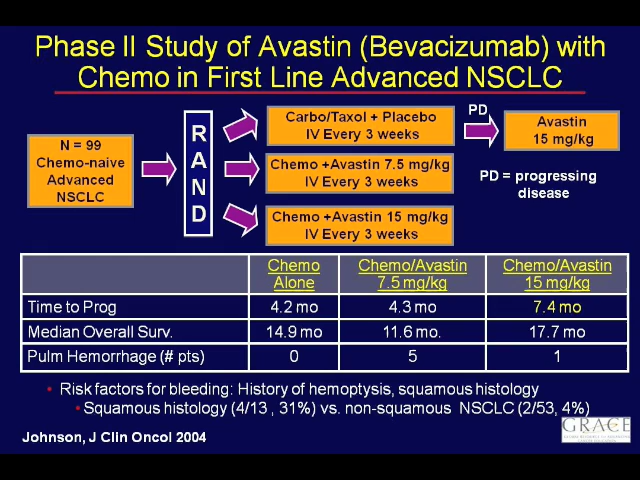 Phase II Study of Avastin (Bevacizumab) with
Chemo in First Line Advanced NSCLC
N = 99
Chemo-naive
Advanced
NSCLC
R
A
N
D
Carbo/Taxol + Placebo
IV Every 3 weeks
PD
Avastin
15 mg/kg
Chemo +Avastin 7.5 mg/kg
IV Every 3 weeks
PD = progressing
disease
Chemo +Avastin 15 mg/kg
IV Every 3 weeks
Chemo Alone Chemo/Avastin 7.5 mg/kg Chemo/Avastin 15 mg/kg
Time to Prog 4.2 mo 4.3 mo 7.4 mo
Median Overall Surv. 14.9 mo 11.6 mo. 17.7 mo
Pulm Hemorrhage (# pts) 0 5 1
• Risk factors for bleeding: History of hemoptysis, squamous histology
• Squamous histology (4/13 , 31%) vs. non-squamous NSCLC (2/53, 4%)
Johnson, J Clin Oncol 2004
GRACE